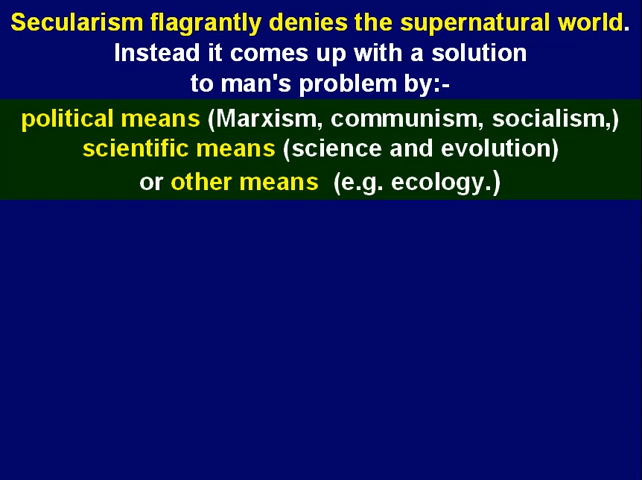 Secularism flagrantly denies the supernatural world.
Instead it comes up with a solution
to man's problem by:-
political means (Marxism, communism, socialism,)
scientific means (science and evolution)
or other means (e.g. ecology.)